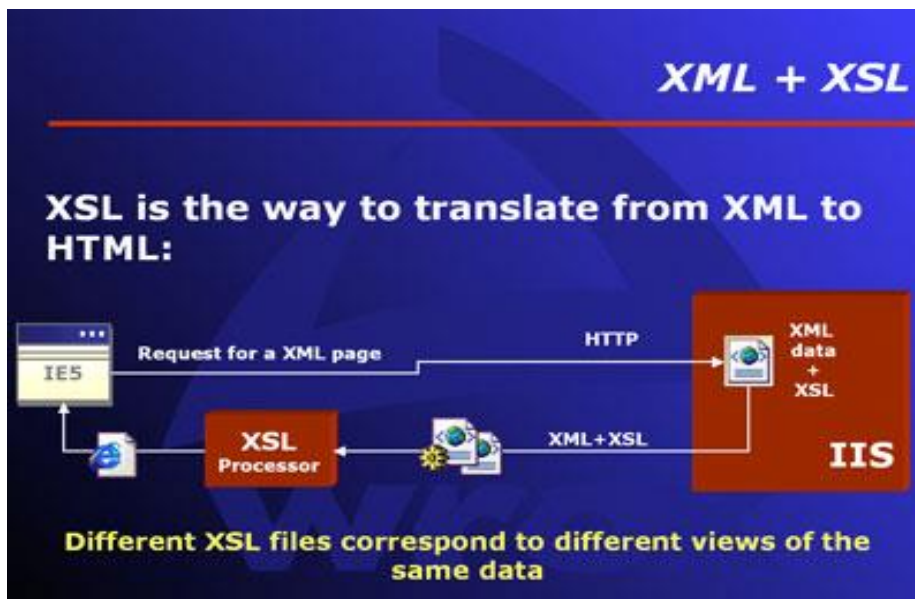 XML + XSL
XSL is the way to translate from XML to
HTML:
IE5
Request for a XML page
HTTP
XML
data
+
XSL
XSL
Processor
XML+XSL
IIS
Different XSL files correspond to different views of the
same data